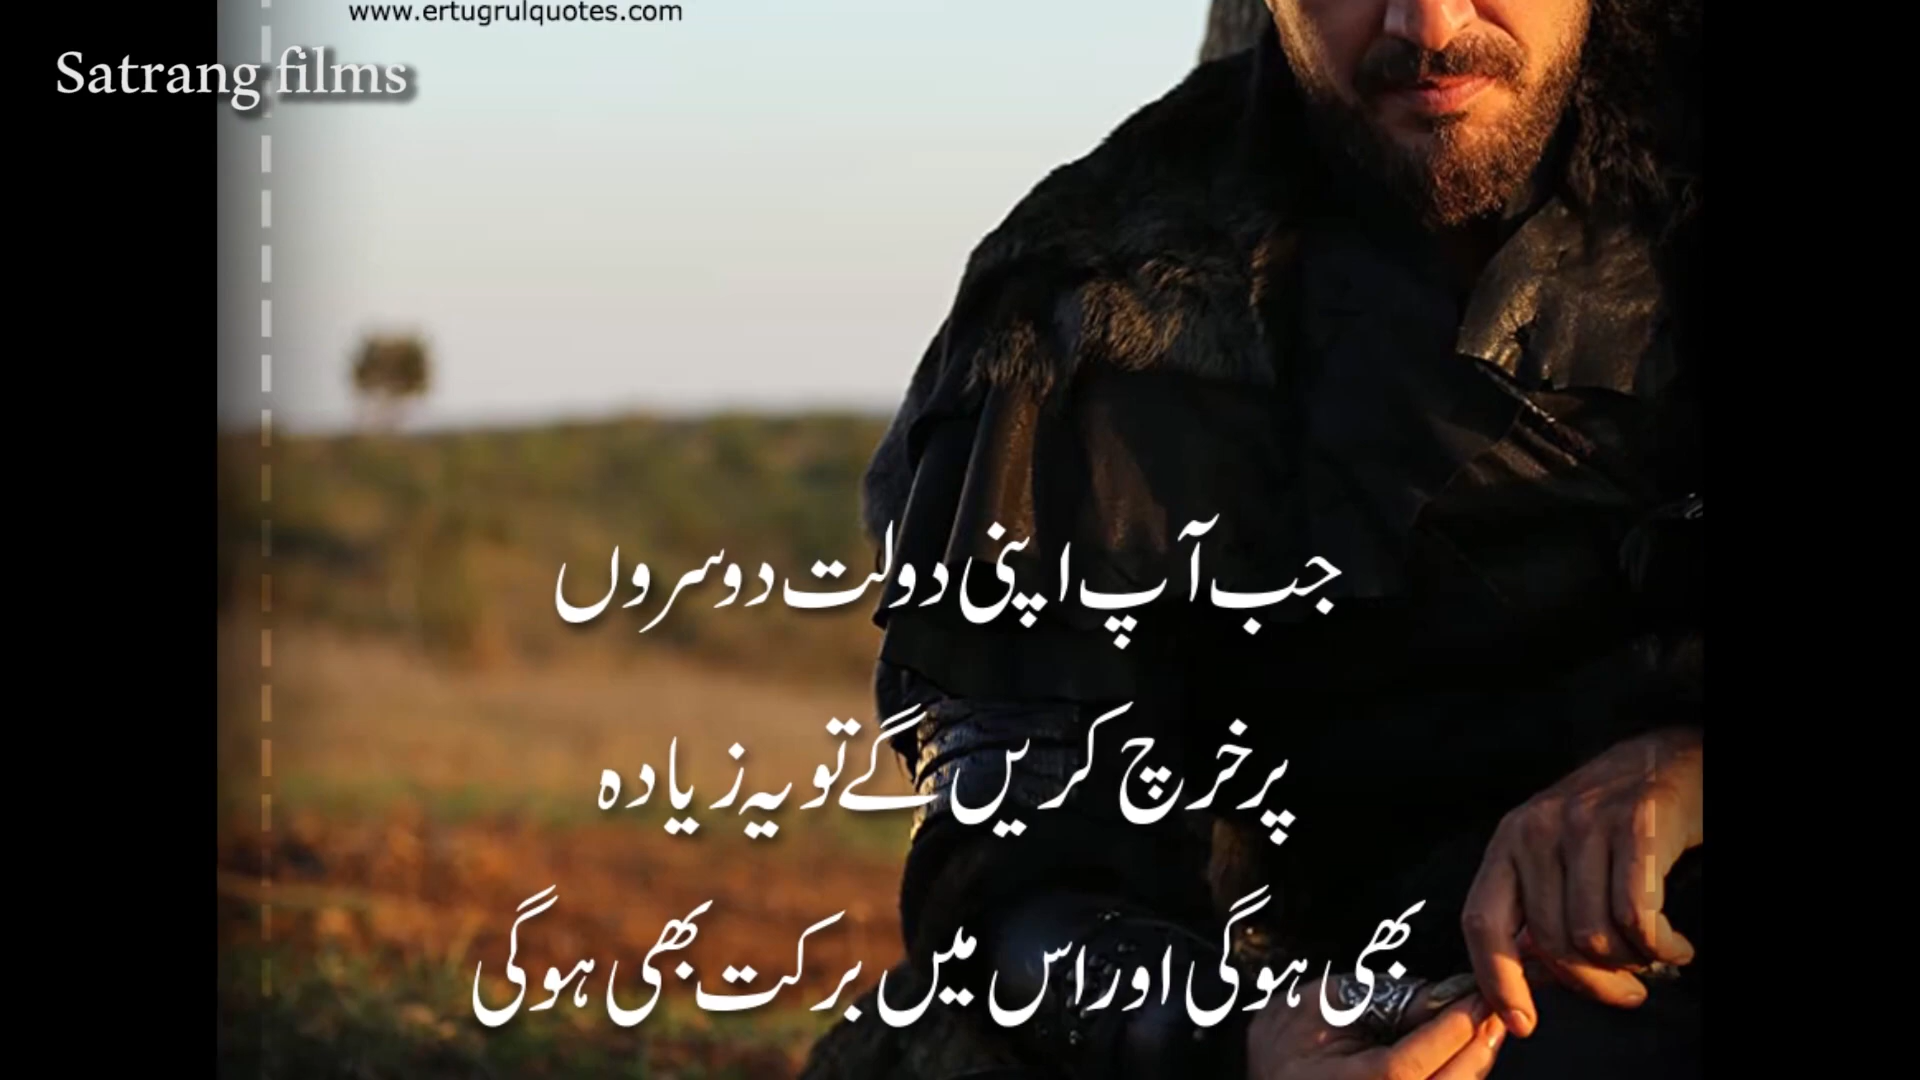 www.ertugrulquotes.com
Satrang films
جب آپ اپنی دولت دوسروں
پر خرچ کریں گے تو یہ زیادہ
بھی ہوگی اور اس میں برکت بھی ہوگی